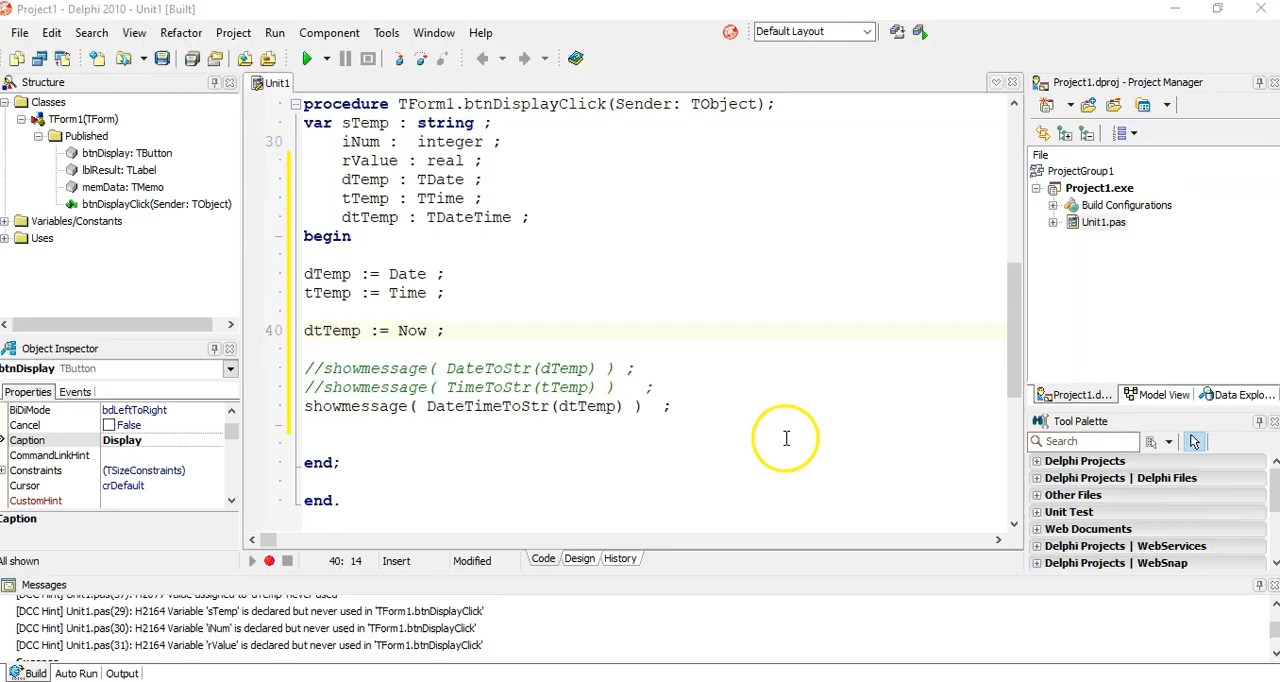 Project1 - Delphi 2010 - Unit1 [Built]
File Edit Search View Refactor Project Run Component Tools Window Help
Default Layout
Structure
Classes
TForm1(TForm)
Published
btnDisplay: TButton
lblResult: TLabel
memData: TMemo
btnDisplayClick(Sender: TObject)
Variables/Constants
Uses
Object Inspector
btnDisplay TButton
Properties Events
BiDiMode bdLeftToRight
Cancel False
Caption Display
CommandLinkHint
Constraints (TSizeConstraints)
Cursor crDefault
CustomHint
Caption
All shown
Unit1
procedure TForm1.btnDisplayClick(Sender: TObject);
var sTemp : string ;
30 iNum : integer ;
rValue : real ;
dTemp : TDate ;
tTemp : TTime ;
dtTemp : TDateTime ;
begin
dTemp := Date ;
tTemp := Time ;
40 dtTemp := Now ;
//showmessage( DateToStr(dTemp) ) ;
//showmessage( TimeToStr(tTemp) ) ;
showmessage( DateTimeToStr(dtTemp) ) ;
end;
end.
40: 14 Insert Modified Code Design History
Project1.dproj - Project Manager
File
ProjectGroup1
Project1.exe
Build Configurations
Unit1.pas
Project1.d... Model View Data Explo...
Tool Palette
Search
Delphi Projects
Delphi Projects | Delphi Files
Other Files
Unit Test
Web Documents
Delphi Projects | WebServices
Delphi Projects | WebSnap
Messages
[DCC Hint] Unit1.pas(29): H2164 Variable 'sTemp' is declared but never used in 'TForm1.btnDisplayClick'
[DCC Hint] Unit1.pas(30): H2164 Variable 'iNum' is declared but never used in 'TForm1.btnDisplayClick'
[DCC Hint] Unit1.pas(31): H2164 Variable 'rValue' is declared but never used in 'TForm1.btnDisplayClick'
Build Auto Run Output